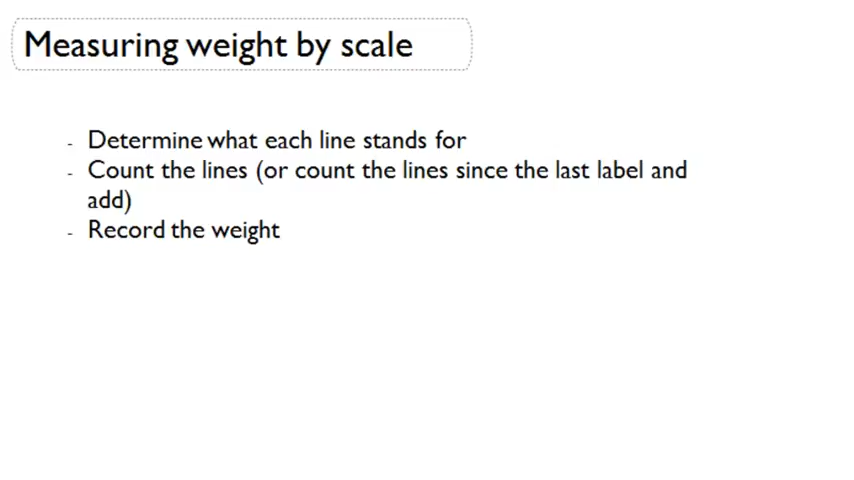 Measuring weight by scale
- Determine what each line stands for
- Count the lines (or count the lines since the last label and
add)
- Record the weight